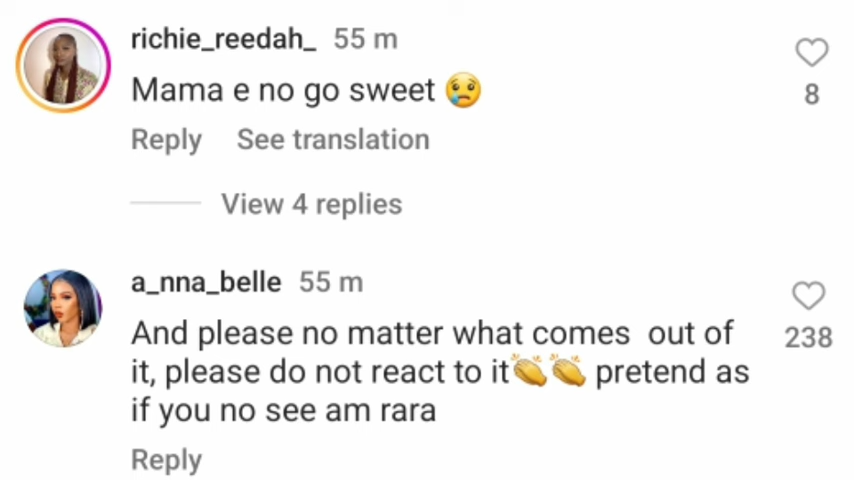 richie_reedah_ 55 m
Mama e no go sweet 😢
8
Reply See translation
View 4 replies
a_nna_belle 55 m
And please no matter what comes out of
it, please do not react to it👏👏 pretend as
if you no see am rara
238
Reply